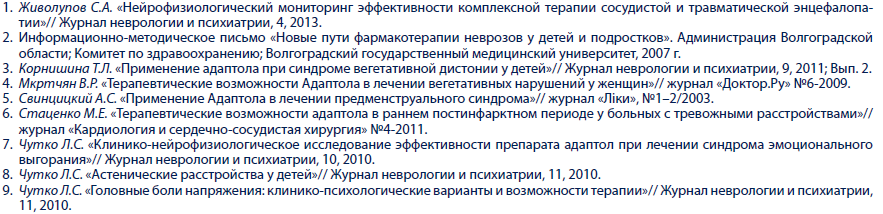 1. Живолупов С.А. «Нейрофизиологический мониторинг эффективности комплексной терапии сосудистой и травматической энцефалопа-
тии»// Журнал неврологии и психиатрии, 4, 2013.
2. Информационно-методическое письмо «Новые пути фармакотерапии неврозов у детей и подростков». Администрация Волгоградской
области; Комитет по здравоохранению; Волгоградский государственный медицинский университет, 2007 г.
3. Корнишина Т.Л. «Применение адаптола при синдроме вегетативной дистонии у детей»// Журнал неврологии и психиатрии, 9, 2011; Вып. 2.
4. Мкртчян В.Р. «Терапевтические возможности Адаптола в лечении вегетативных нарушений у женщин»// журнал «Доктор.Ру» №6-2009.
5. Свинцицкий А.С. «Применение Адаптола в лечении предменструального синдрома»// журнал «Ліки», №1–2/2003.
6. Стаценко М.Е. «Терапевтические возможности адаптола в раннем постинфарктном периоде у больных с тревожными расстройствами»//
журнал «Кардиология и сердечно-сосудистая хирургия» №4-2011.
7. Чутко Л.С. «Клинико-нейрофизиологическое исследование эффективности препарата адаптол при лечении синдрома эмоционального
выгорания»// Журнал неврологии и психиатрии, 10, 2010.
8. Чутко Л.С. «Астенические расстройства у детей»// Журнал неврологии и психиатрии, 11, 2010.
9. Чутко Л.С. «Головные боли напряжения: клинико-психологические варианты и возможности терапии»// Журнал неврологии и психиатрии,
11, 2010.